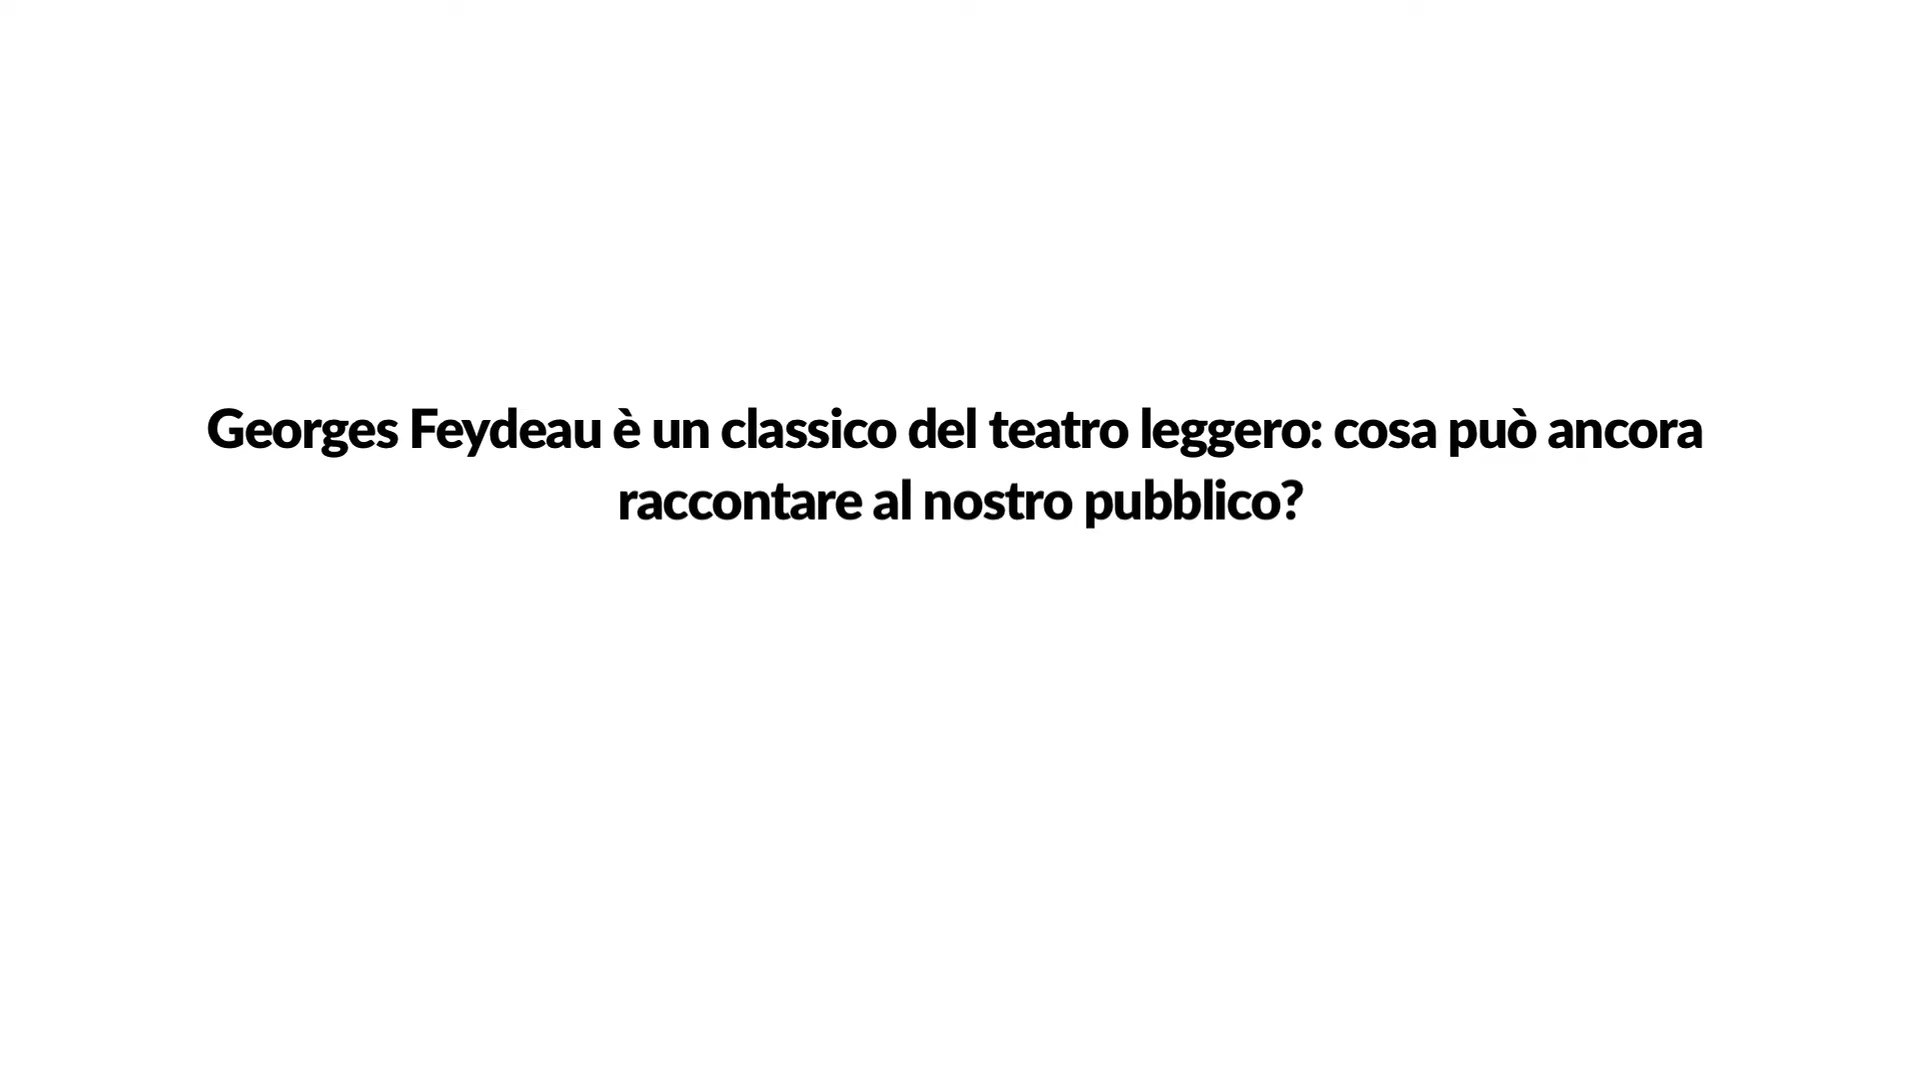 Georges Feydeau è un classico del teatro leggero: cosa può ancora
raccontare al nostro pubblico?